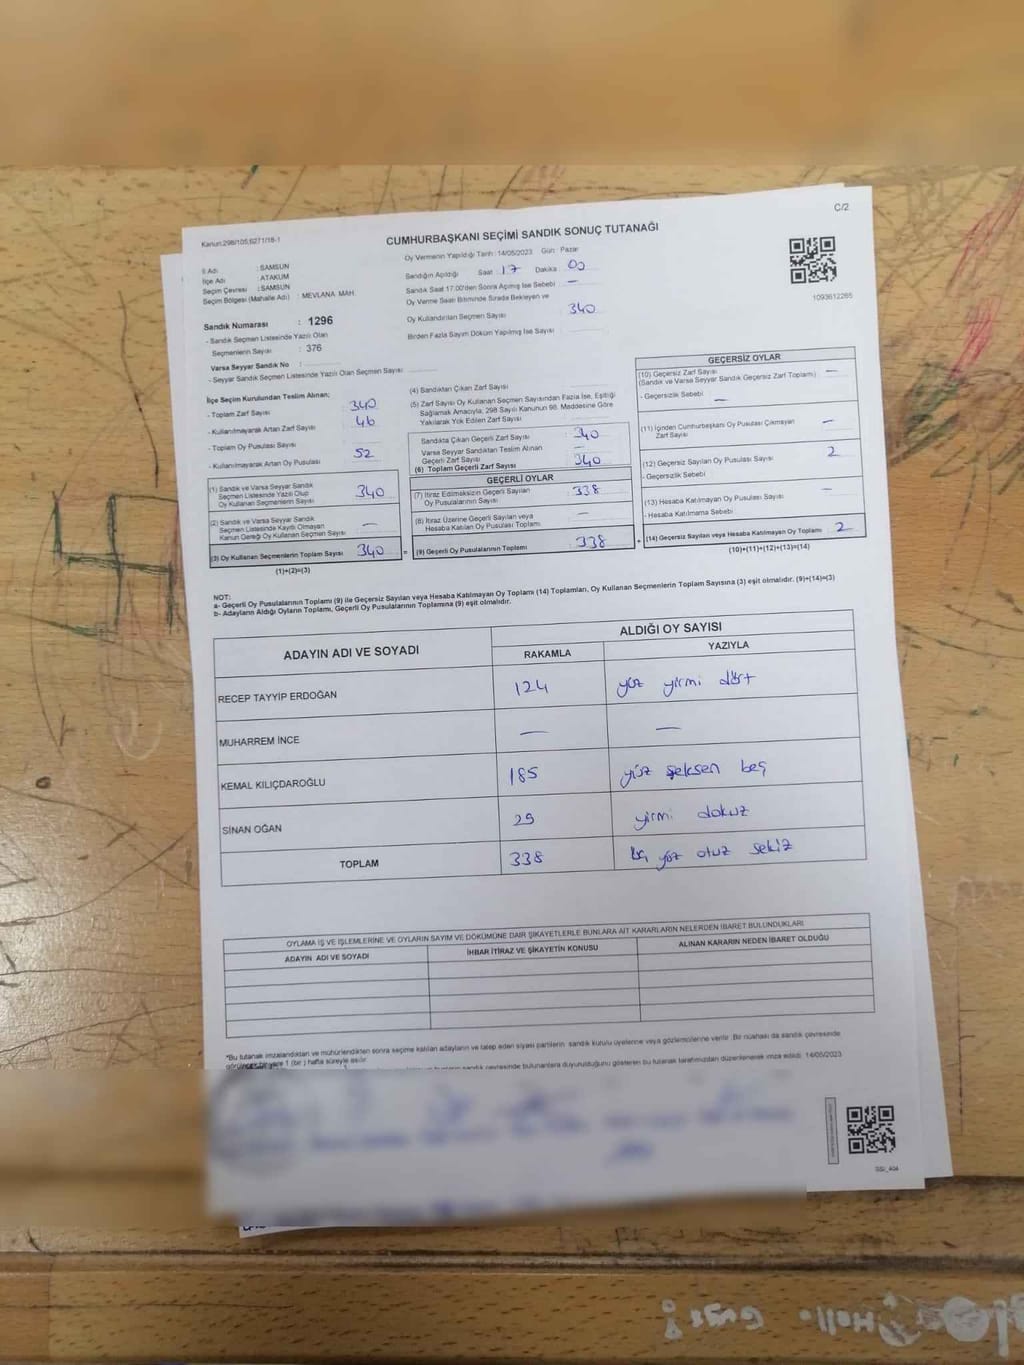 C/2
Kanun:298/105;6271/18-1
CUMHURBAŞKANI SEÇİMİ SANDIK SONUÇ TUTANAĞI
Oy Vermenin Yapıldığı Tarih : 14/05/2023 Gün : Pazar
İl Adı : SAMSUN
İlçe Adı : ATAKUM
Seçim Çevresi : SAMSUN
Seçim Bölgesi (Mahalle Adı) : MEVLANA MAH.
Sandığın Açıldığı Saat 17 Dakika 00
Sandık Saat 17.00'den Sonra Açılmış İse Sebebi —
Oy Verme Saati Bitiminde Sırada Bekleyen ve
Oy Kullandırılan Seçmen Sayısı 340
Birden Fazla Sayım Döküm Yapılmış İse Sayısı
1093612265
Sandık Numarası : 1296
- Sandık Seçmen Listesinde Yazılı Olan
Seçmenlerin Sayısı : 376
Varsa Seyyar Sandık No :
- Seyyar Sandık Seçmen Listesinde Yazılı Olan Seçmen Sayısı
İlçe Seçim Kurulundan Teslim Alınan:
- Toplam Zarf Sayısı 340
- Kullanılmayarak Artan Zarf Sayısı 46
- Toplam Oy Pusulası Sayısı
- Kullanılmayarak Artan Oy Pusulası 52
(1) Sandık ve Varsa Seyyar Sandık
Seçmen Listesinde Yazılı Olup
Oy Kullanan Seçmenlerin Sayısı 340
(2) Sandık ve Varsa Seyyar Sandık
Seçmen Listesinde Kayıtlı Olmayan
Kanun Gereği Oy Kullanan Seçmen Sayısı —
(3) Oy Kullanan Seçmenlerin Toplam Sayısı 340 =
(1)+(2)=(3)
(4) Sandıktan Çıkan Zarf Sayısı
(5) Zarf Sayısı Oy Kullanan Seçmen Sayısından Fazla İse, Eşitliği
Sağlamak Amacıyla, 298 Sayılı Kanunun 98. Maddesine Göre
Yakılarak Yok Edilen Zarf Sayısı
Sandıkta Çıkan Geçerli Zarf Sayısı 340
Varsa Seyyar Sandıktan Teslim Alınan
Geçerli Zarf Sayısı —
(6) Toplam Geçerli Zarf Sayısı 340
GEÇERLİ OYLAR
(7) İtiraz Edilmeksizin Geçerli Sayılan
Oy Pusulalarının Sayısı 338
(8) İtiraz Üzerine Geçerli Sayılan veya
Hesaba Katılan Oy Pusulası Toplamı —
(9) Geçerli Oy Pusulalarının Toplamı 338 +
GEÇERSİZ OYLAR
(10) Geçersiz Zarf Sayısı —
(Sandık ve Varsa Seyyar Sandık Geçersiz Zarf Toplamı)
- Geçersizlik Sebebi —
(11) İçinden Cumhurbaşkanı Oy Pusulası Çıkmayan
Zarf Sayısı —
(12) Geçersiz Sayılan Oy Pusulası Sayısı 2
- Geçersizlik Sebebi
(13) Hesaba Katılmayan Oy Pusulası Sayısı —
- Hesaba Katılmama Sebebi
(14) Geçersiz Sayılan veya Hesaba Katılmayan Oy Toplamı 2
(10)+(11)+(12)+(13)=(14)
NOT:
a- Geçerli Oy Pusulalarının Toplamı (9) ile Geçersiz Sayılan veya Hesaba Katılmayan Oy Toplamı (14) Toplamları, Oy Kullanan Seçmenlerin Toplam Sayısına (3) eşit olmalıdır. (9)+(14)=(3)
b- Adayların Aldığı Oyların Toplamı, Geçerli Oy Pusulalarının Toplamına (9) eşit olmalıdır.
ADAYIN ADI VE SOYADI
ALDIĞI OY SAYISI
RAKAMLA YAZIYLA
RECEP TAYYİP ERDOĞAN 124 yüz yirmi dört
MUHARREM İNCE — —
KEMAL KILIÇDAROĞLU 185 yüz seksen beş
SİNAN OĞAN 29 yirmi dokuz
TOPLAM 338 üç yüz otuz sekiz
OYLAMA İŞ VE İŞLEMLERİNE VE OYLARIN SAYIM VE DÖKÜMÜNE DAİR ŞİKAYETLERLE BUNLARA AİT KARARLARIN NELERDEN İBARET BULUNDUKLARI
ADAYIN ADI VE SOYADI İHBAR İTİRAZ VE ŞİKAYETİN KONUSU ALINAN KARARIN NEDEN İBARET OLDUĞU
*Bu tutanak imzalandıktan ve mühürlendikten sonra seçime katılan adayların ve talep eden siyasi partilerin sandık kurulu üyelerine veya gözlemcilerine verilir. Bir nüshası da sandık çevresinde
görünür bir yere 1 (bir) hafta süreyle asılır.
sandık çevresinde bulunanlara duyurulduğunu gösteren bu tutanak tarafımızdan düzenlenerek imza edildi. 14/05/2023
SSI_404
Hello Guys!